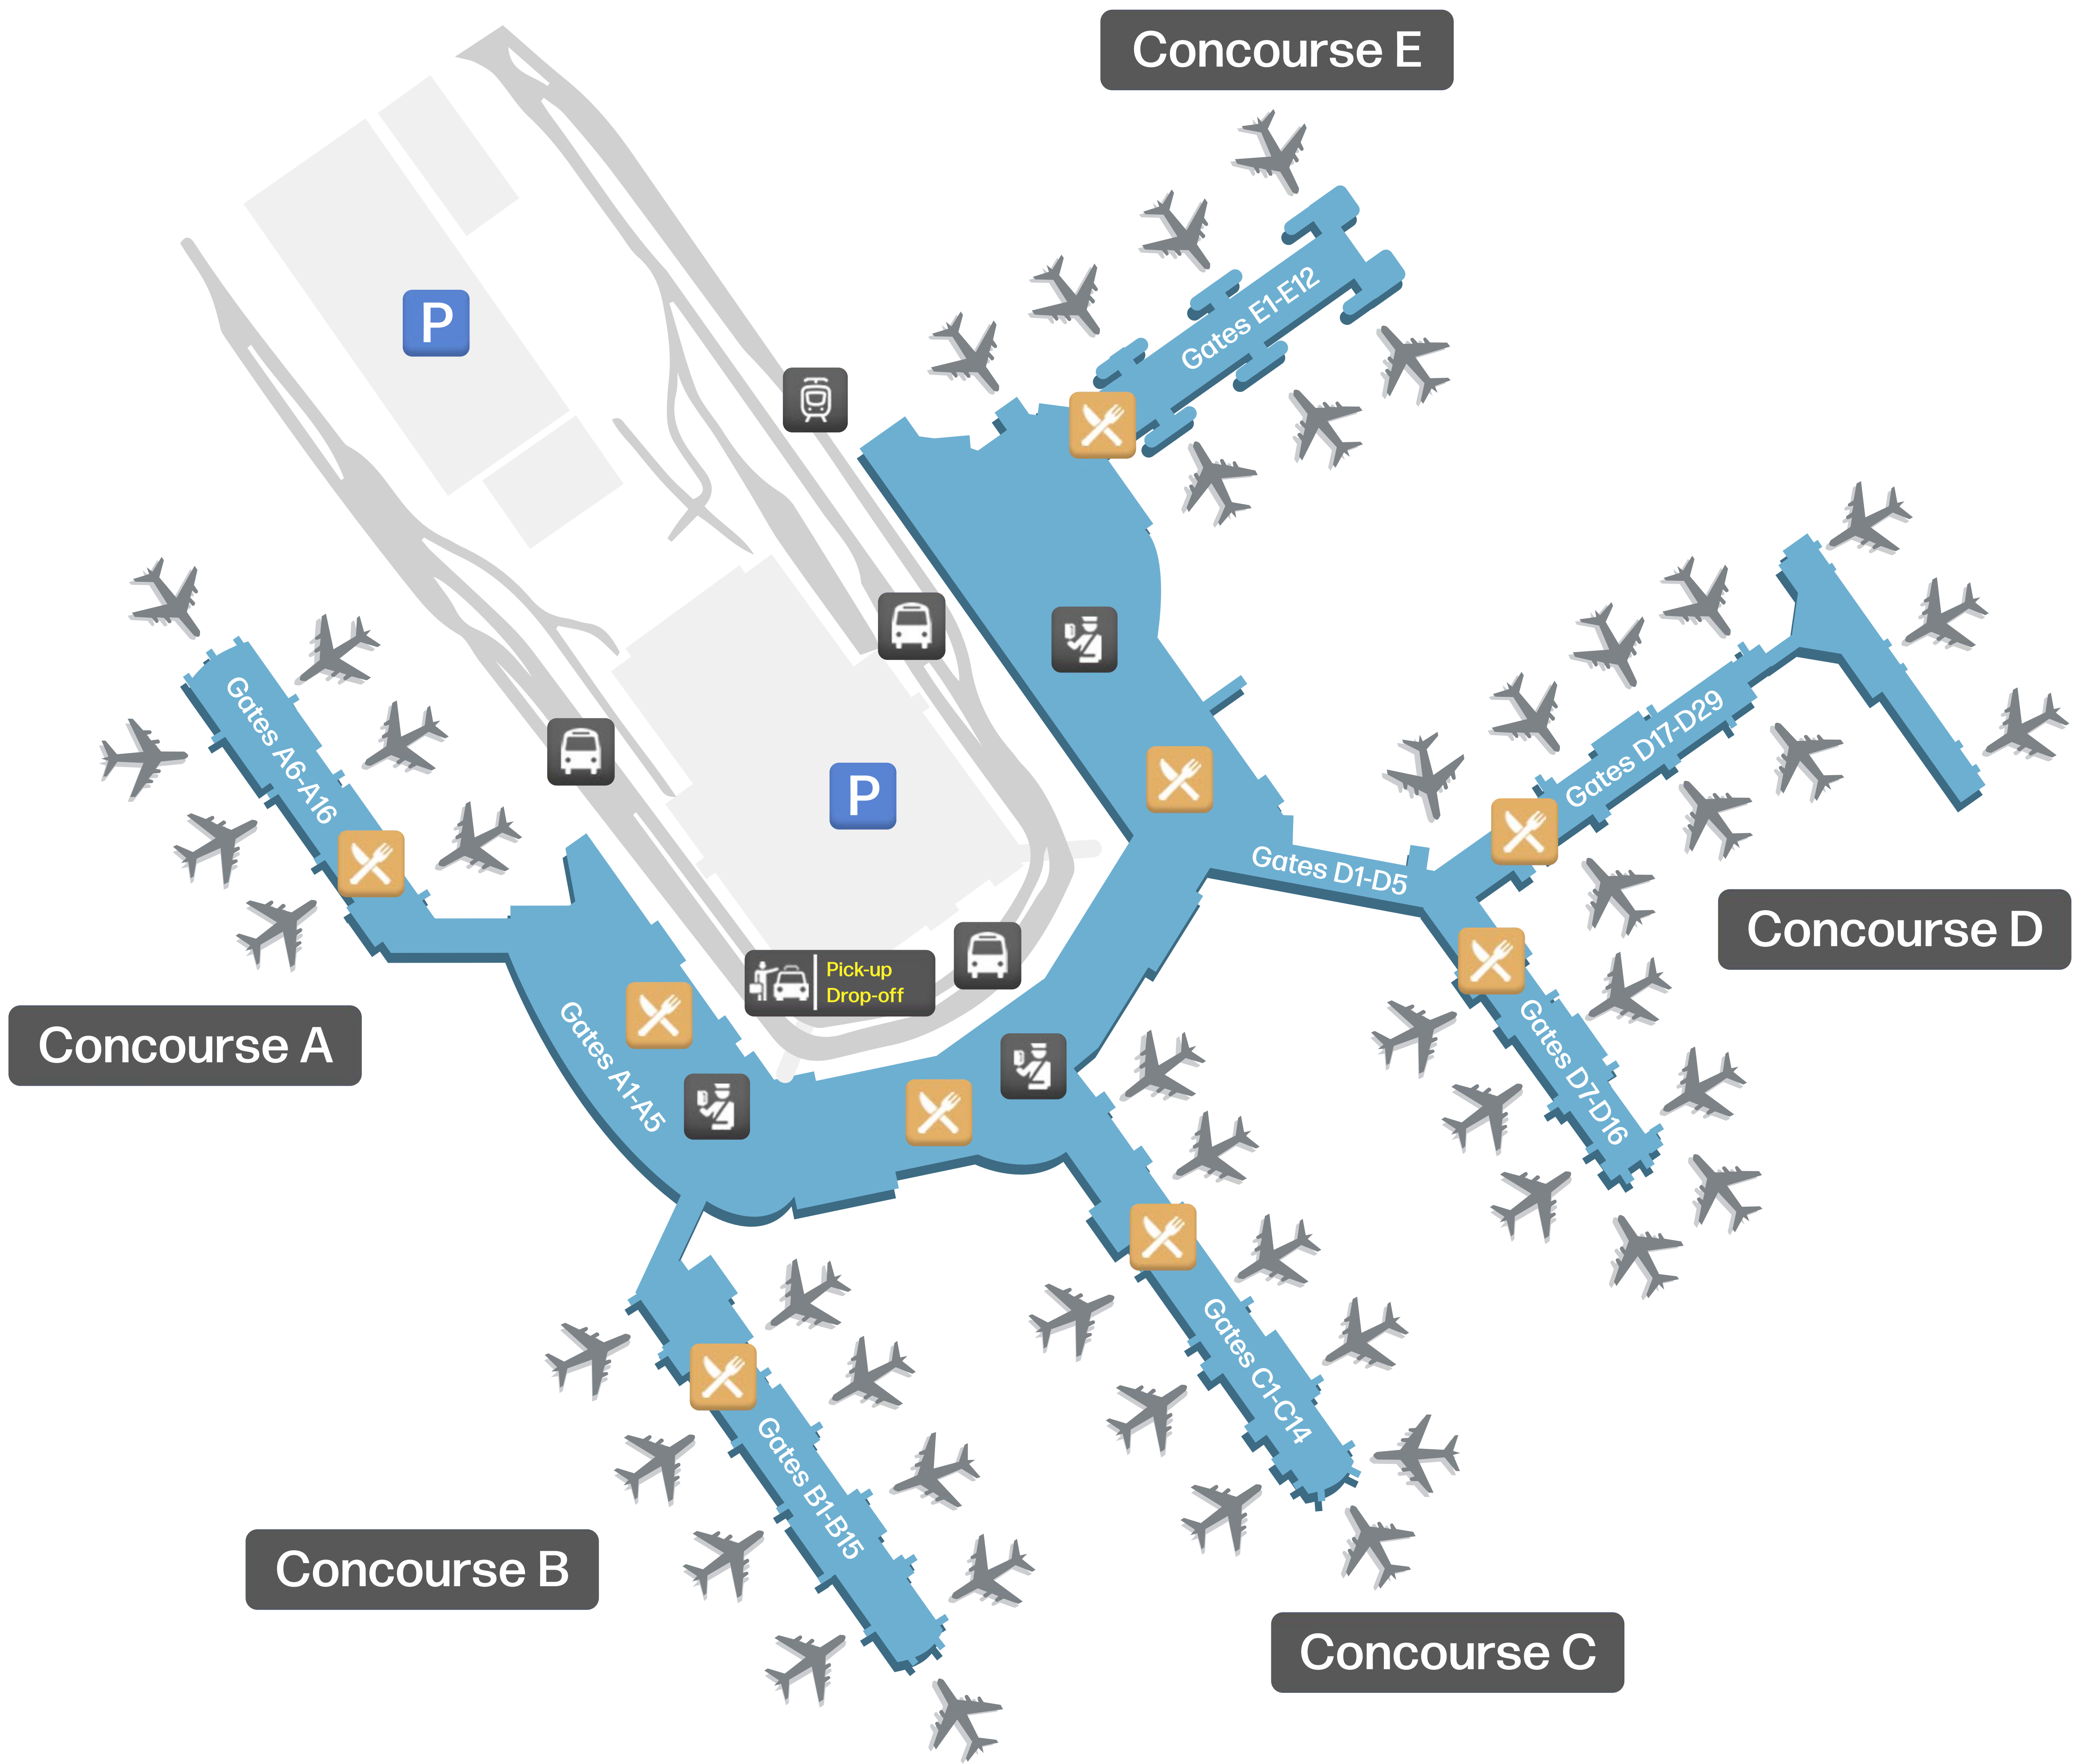 Concourse E
Gates E1-E12
P
Gates A6-A16
Gates D17-D29
P
Gates D1-D5
Concourse D
Pick-up
Drop-off
Concourse A
Gates A1-A5
Gates D7-D16
Gates C1-C14
Gates B1-B15
Concourse B
Concourse C